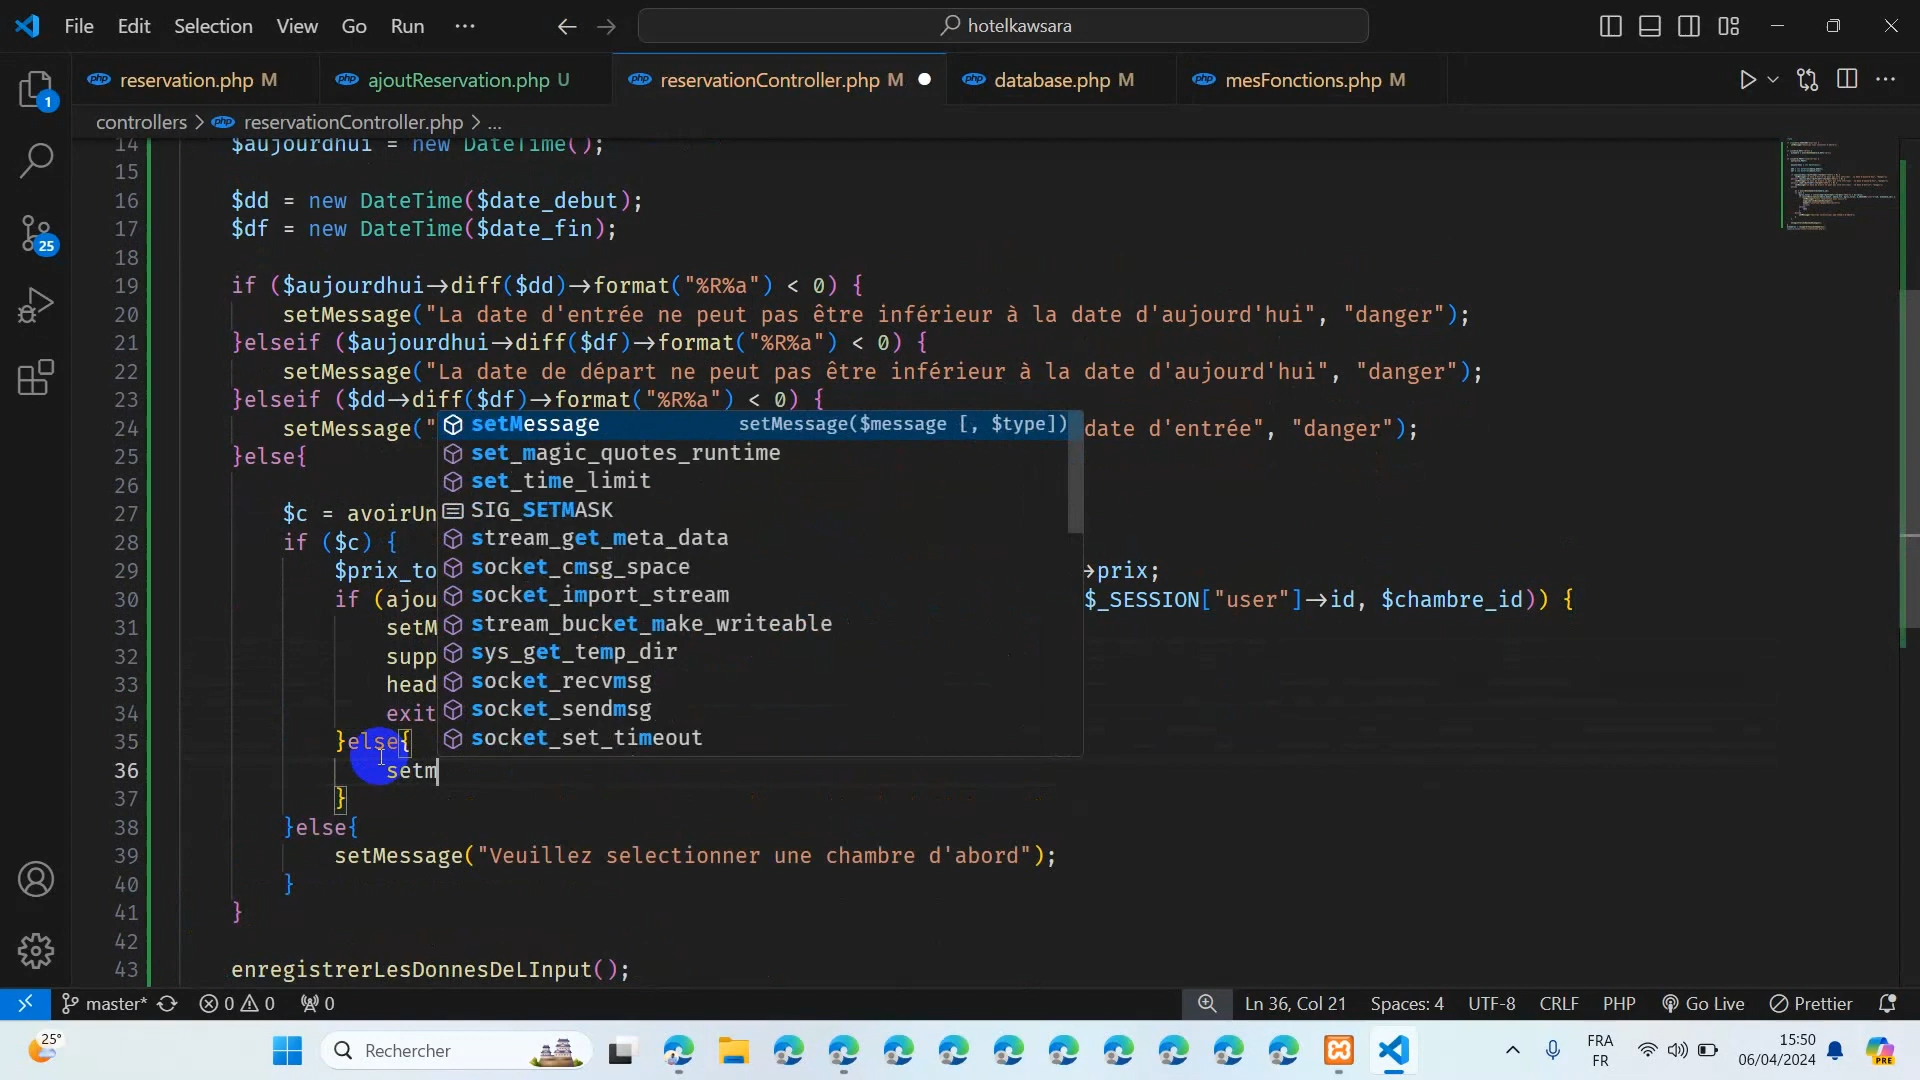 File Edit Selection View Go Run ··· hotelkawsara
reservation.php M ajoutReservation.php U reservationController.php M database.php M mesFonctions.php M
controllers > reservationController.php > ...
14 $aujourdhui = new DateTime();
15
16 $dd = new DateTime($date_debut);
17 $df = new DateTime($date_fin);
18
19 if ($aujourdhui→diff($dd)→format("%R%a") < 0) {
20 setMessage("La date d'entrée ne peut pas être inférieur à la date d'aujourd'hui", "danger");
21 }elseif ($aujourdhui→diff($df)→format("%R%a") < 0) {
22 setMessage("La date de départ ne peut pas être inférieur à la date d'aujourd'hui", "danger");
23 }elseif ($dd→diff($df)→format("%R%a") < 0) {
24 setMessage(" date d'entrée", "danger");
25 }else{
26
27 $c = avoirUn
28 if ($c) {
29 $prix_to →prix;
30 if (ajou $_SESSION["user"]→id, $chambre_id)) {
31 setM
32 supp
33 head
34 exit
35 }else{
36 setm
37 }
38 }else{
39 setMessage("Veuillez selectionner une chambre d'abord");
40 }
41 }
42
43 enregistrerLesDonnesDeLInput();
setMessage setMessage($message [, $type])
set_magic_quotes_runtime
set_time_limit
SIG_SETMASK
stream_get_meta_data
socket_cmsg_space
socket_import_stream
stream_bucket_make_writeable
sys_get_temp_dir
socket_recvmsg
socket_sendmsg
socket_set_timeout
1
25
master* 0 0 0 Ln 36, Col 21 Spaces: 4 UTF-8 CRLF PHP Go Live Prettier
25° Rechercher FRA 15:50
FR 06/04/2024 PRE